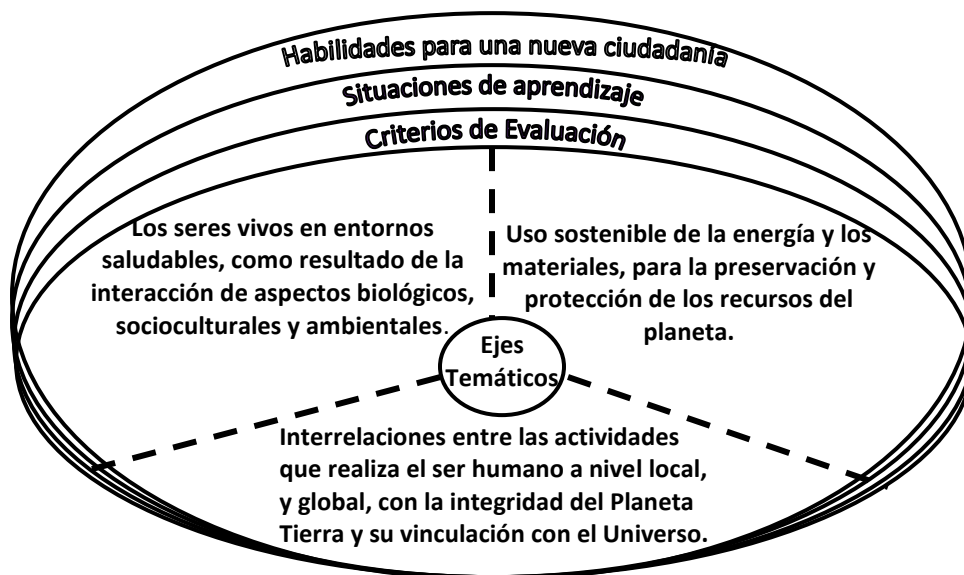 Habilidades para una nueva ciudadanía
Situaciones de aprendizaje
Criterios de Evaluación
Los seres vivos en entornos
saludables, como resultado de la
interacción de aspectos biológicos,
socioculturales y ambientales.
Uso sostenible de la energía y los
materiales, para la preservación y
protección de los recursos del
planeta.
Ejes
Temáticos
Interrelaciones entre las actividades
que realiza el ser humano a nivel local,
y global, con la integridad del Planeta
Tierra y su vinculación con el Universo.